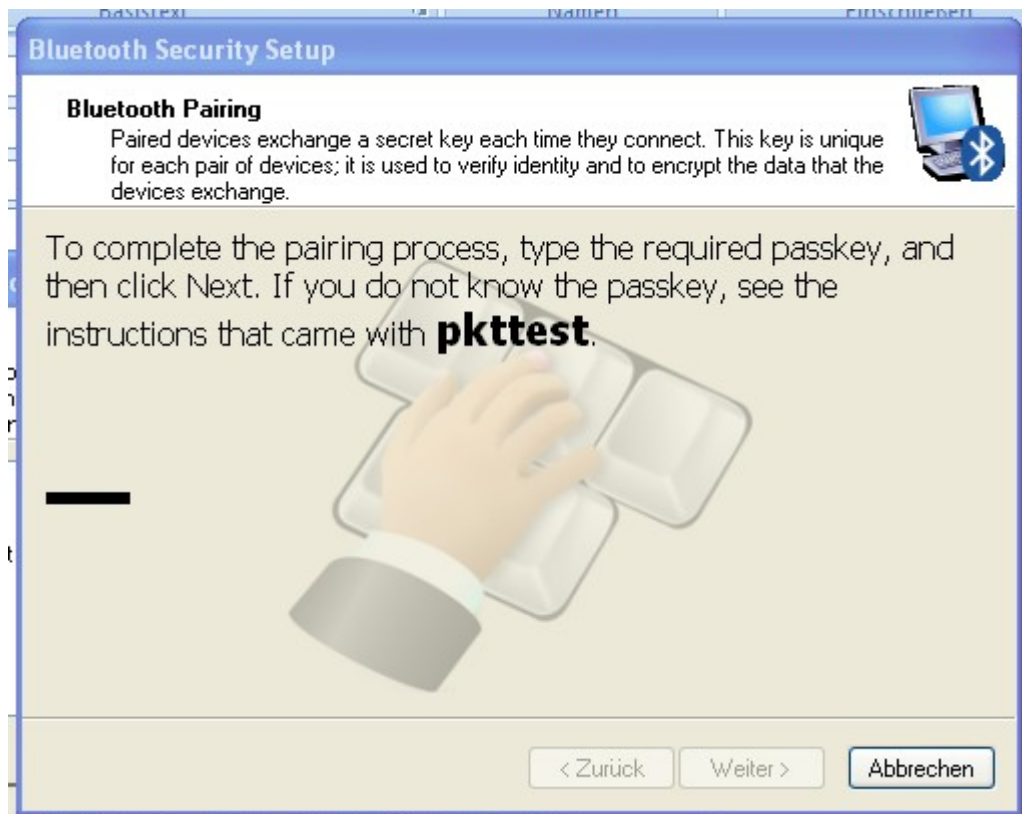 Basistext Namen Einschließen
Bluetooth Security Setup
Bluetooth Pairing
Paired devices exchange a secret key each time they connect. This key is unique
for each pair of devices; it is used to verify identity and to encrypt the data that the
devices exchange.
To complete the pairing process, type the required passkey, and
then click Next. If you do not know the passkey, see the
instructions that came with pkttest.
< Zurück Weiter > Abbrechen